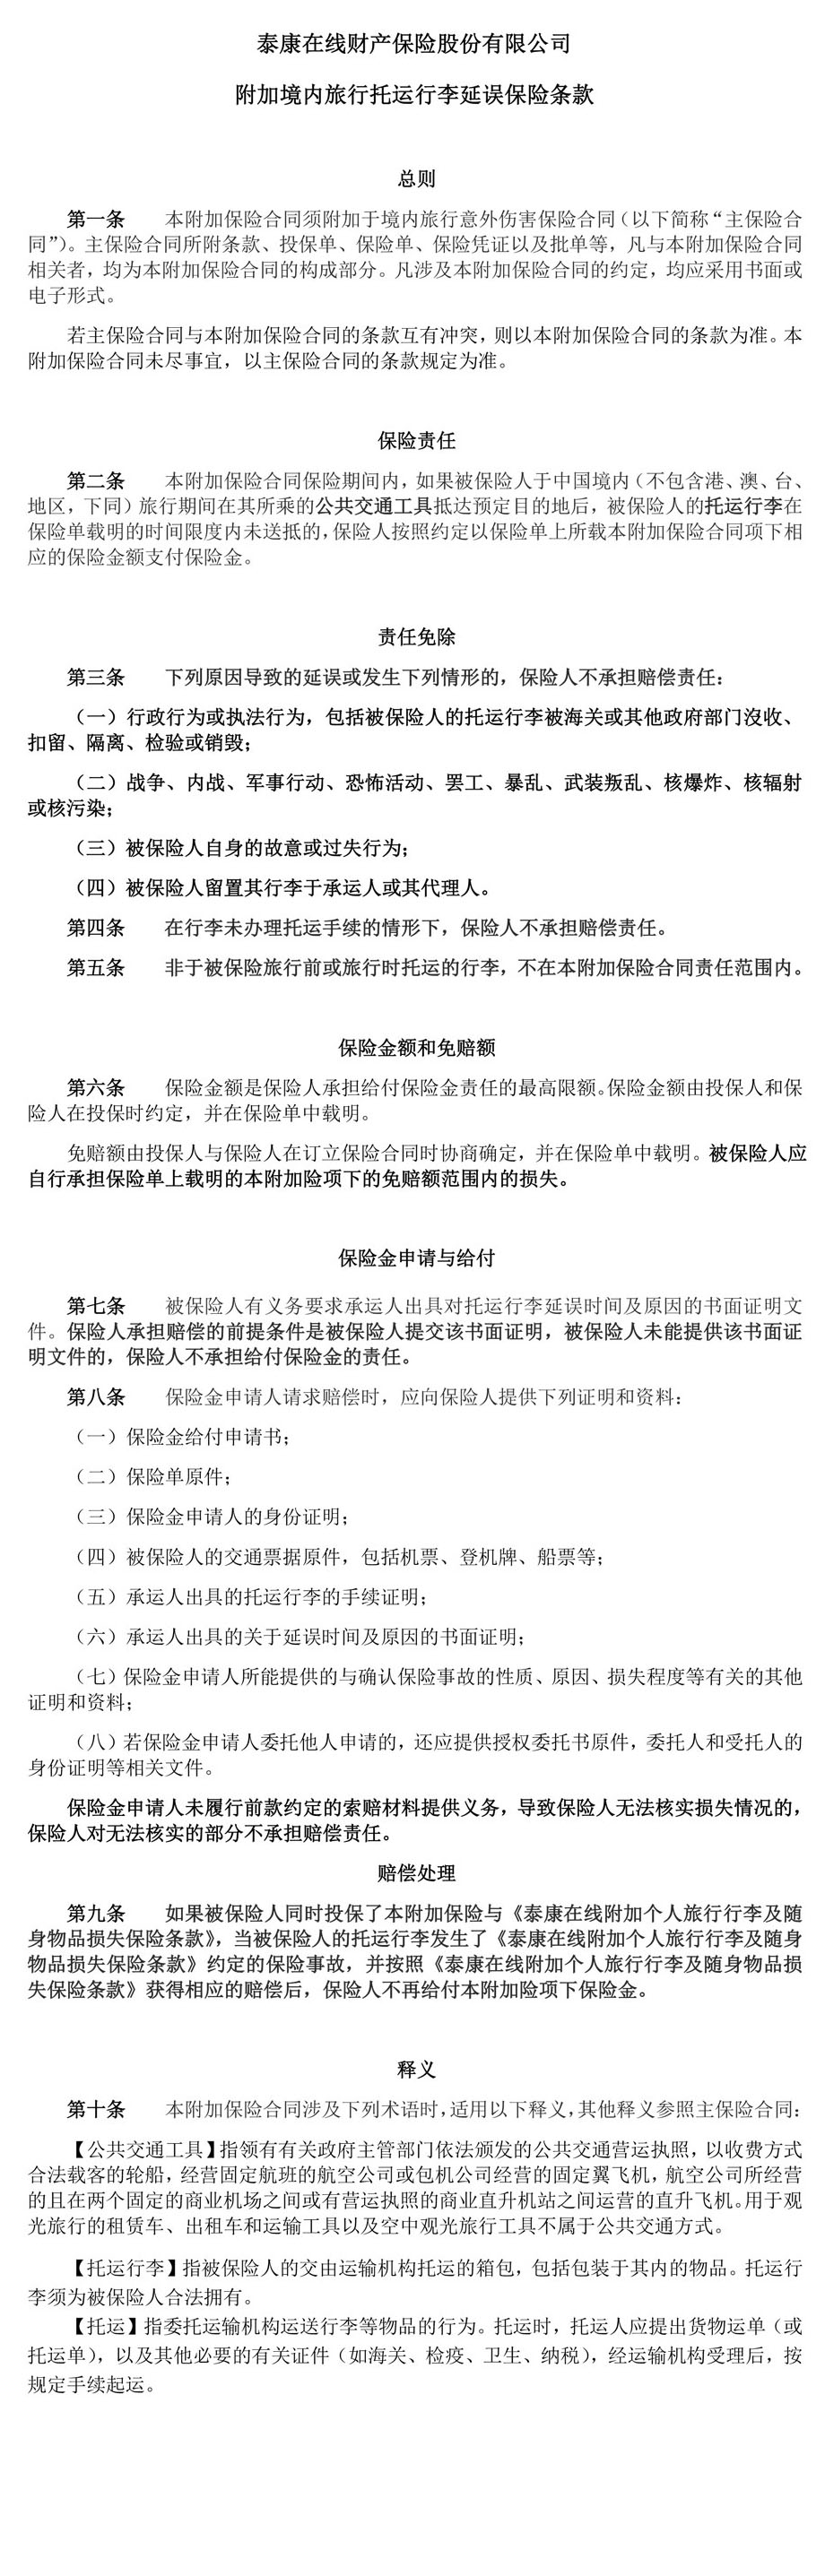 泰康在线财产保险股份有限公司
附加境内旅行托运行李延误保险条款
总则
第一条　　本附加保险合同须附加于境内旅行意外伤害保险合同（以下简称“主保险合
同”）。主保险合同所附条款、投保单、保险单、保险凭证以及批单等，凡与本附加保险合同
相关者，均为本附加保险合同的构成部分。凡涉及本附加保险合同的约定，均应采用书面或
电子形式。
若主保险合同与本附加保险合同的条款互有冲突，则以本附加保险合同的条款为准。本
附加保险合同未尽事宜，以主保险合同的条款规定为准。
保险责任
第二条　　本附加保险合同保险期间内，如果被保险人于中国境内（不包含港、澳、台、
地区，下同）旅行期间在其所乘的公共交通工具抵达预定目的地后，被保险人的托运行李在
保险单载明的时间限度内未送抵的，保险人按照约定以保险单上所载本附加保险合同项下相
应的保险金额支付保险金。
责任免除
第三条　　下列原因导致的延误或发生下列情形的，保险人不承担赔偿责任：
（一）行政行为或执法行为，包括被保险人的托运行李被海关或其他政府部门沒收、
扣留、隔离、检验或销毁；
（二）战争、内战、军事行动、恐怖活动、罢工、暴乱、武装叛乱、核爆炸、核辐射
或核污染；
（三）被保险人自身的故意或过失行为；
（四）被保险人留置其行李于承运人或其代理人。
第四条　　在行李未办理托运手续的情形下，保险人不承担赔偿责任。
第五条　　非于被保险旅行前或旅行时托运的行李，不在本附加保险合同责任范围内。
保险金额和免赔额
第六条　　保险金额是保险人承担给付保险金责任的最高限额。保险金额由投保人和保
险人在投保时约定，并在保险单中载明。
免赔额由投保人与保险人在订立保险合同时协商确定，并在保险单中载明。被保险人应
自行承担保险单上载明的本附加险项下的免赔额范围内的损失。
保险金申请与给付
第七条　　被保险人有义务要求承运人出具对托运行李延误时间及原因的书面证明文
件。保险人承担赔偿的前提条件是被保险人提交该书面证明，被保险人未能提供该书面证
明文件的，保险人不承担给付保险金的责任。
第八条　　保险金申请人请求赔偿时，应向保险人提供下列证明和资料：
（一）保险金给付申请书；
（二）保险单原件；
（三）保险金申请人的身份证明；
（四）被保险人的交通票据原件，包括机票、登机牌、船票等；
（五）承运人出具的托运行李的手续证明；
（六）承运人出具的关于延误时间及原因的书面证明；
（七）保险金申请人所能提供的与确认保险事故的性质、原因、损失程度等有关的其他
证明和资料；
（八）若保险金申请人委托他人申请的，还应提供授权委托书原件，委托人和受托人的
身份证明等相关文件。
保险金申请人未履行前款约定的索赔材料提供义务，导致保险人无法核实损失情况的，
保险人对无法核实的部分不承担赔偿责任。
赔偿处理
第九条　　如果被保险人同时投保了本附加保险与《泰康在线附加个人旅行行李及随
身物品损失保险条款》，当被保险人的托运行李发生了《泰康在线附加个人旅行行李及随身
物品损失保险条款》约定的保险事故，并按照《泰康在线附加个人旅行行李及随身物品损
失保险条款》获得相应的赔偿后，保险人不再给付本附加险项下保险金。
释义
第十条　　本附加保险合同涉及下列术语时，适用以下释义，其他释义参照主保险合同：
【公共交通工具】指领有有关政府主管部门依法颁发的公共交通营运执照，以收费方式
合法载客的轮船，经营固定航班的航空公司或包机公司经营的固定翼飞机，航空公司所经营
的且在两个固定的商业机场之间或有营运执照的商业直升机站之间运营的直升飞机。用于观
光旅行的租赁车、出租车和运输工具以及空中观光旅行工具不属于公共交通方式。
【托运行李】指被保险人的交由运输机构托运的箱包，包括包装于其内的物品。托运行
李须为被保险人合法拥有。
【托运】指委托运输机构运送行李等物品的行为。托运时，托运人应提出货物运单（或
托运单），以及其他必要的有关证件（如海关、检疫、卫生、纳税），经运输机构受理后，按
规定手续起运。